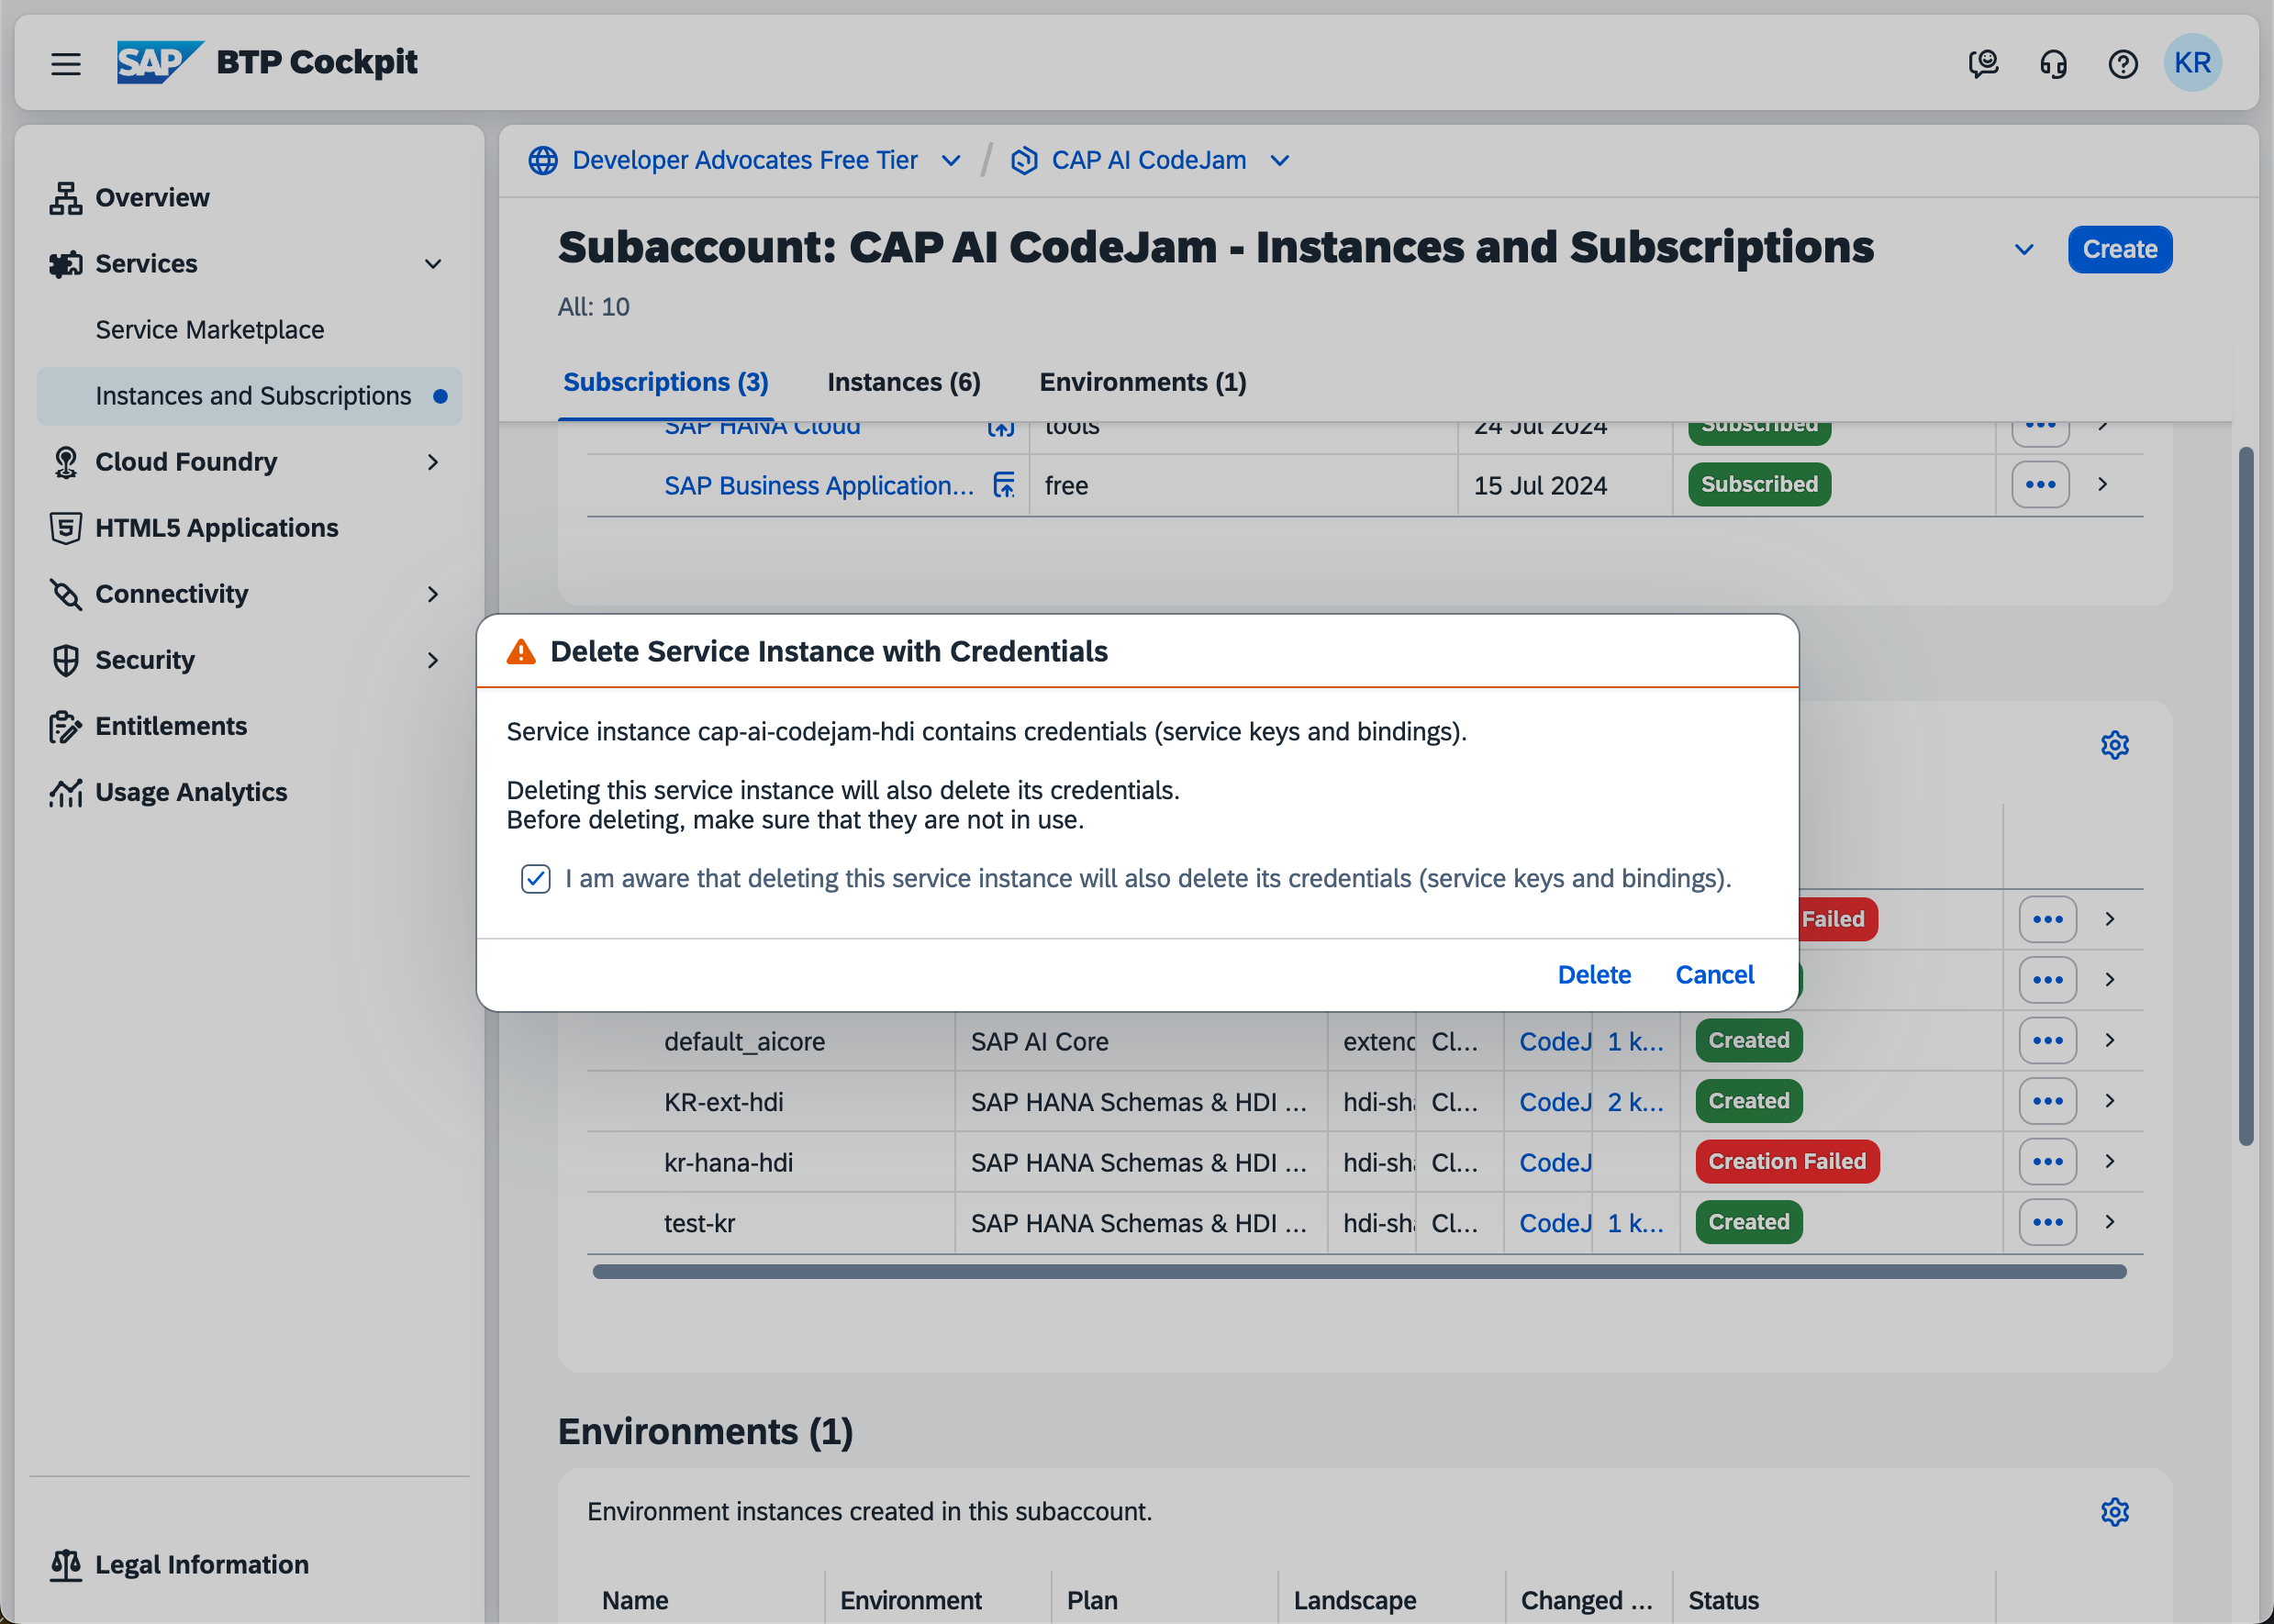 SAP BTP Cockpit
KR
Overview
Services
Service Marketplace
Instances and Subscriptions
Cloud Foundry
HTML5 Applications
Connectivity
Security
Entitlements
Usage Analytics
Legal Information
Developer Advocates Free Tier / CAP AI CodeJam
Subaccount: CAP AI CodeJam - Instances and Subscriptions
Create
All: 10
Subscriptions (3) Instances (6) Environments (1)
SAP HANA Cloud tools 24 Jul 2024 Subscribed
SAP Business Application... free 15 Jul 2024 Subscribed
Delete Service Instance with Credentials
Service instance cap-ai-codejam-hdi contains credentials (service keys and bindings).
Deleting this service instance will also delete its credentials.
Before deleting, make sure that they are not in use.
I am aware that deleting this service instance will also delete its credentials (service keys and bindings).
Delete Cancel
Failed
default_aicore SAP AI Core extend Cl... CodeJ 1 k... Created
KR-ext-hdi SAP HANA Schemas & HDI ... hdi-sha Cl... CodeJ 2 k... Created
kr-hana-hdi SAP HANA Schemas & HDI ... hdi-sha Cl... CodeJ Creation Failed
test-kr SAP HANA Schemas & HDI ... hdi-sha Cl... CodeJ 1 k... Created
Environments (1)
Environment instances created in this subaccount.
Name Environment Plan Landscape Changed ... Status